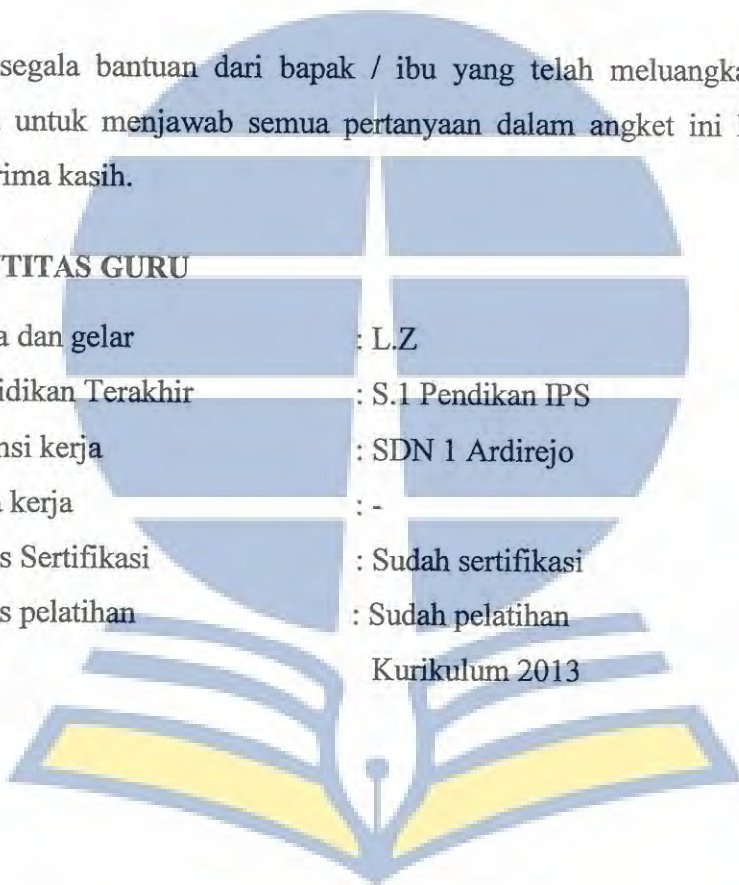 segala bantuan dari bapak / ibu yang telah meluangka
untuk menjawab semua pertanyaan dalam angket ini
rima kasih.
TITAS GURU
a dan gelar : L.Z
idikan Terakhir : S.1 Pendikan IPS
nsi kerja : SDN 1 Ardirejo
a kerja : -
s Sertifikasi : Sudah sertifikasi
s pelatihan : Sudah pelatihan
Kurikulum 2013